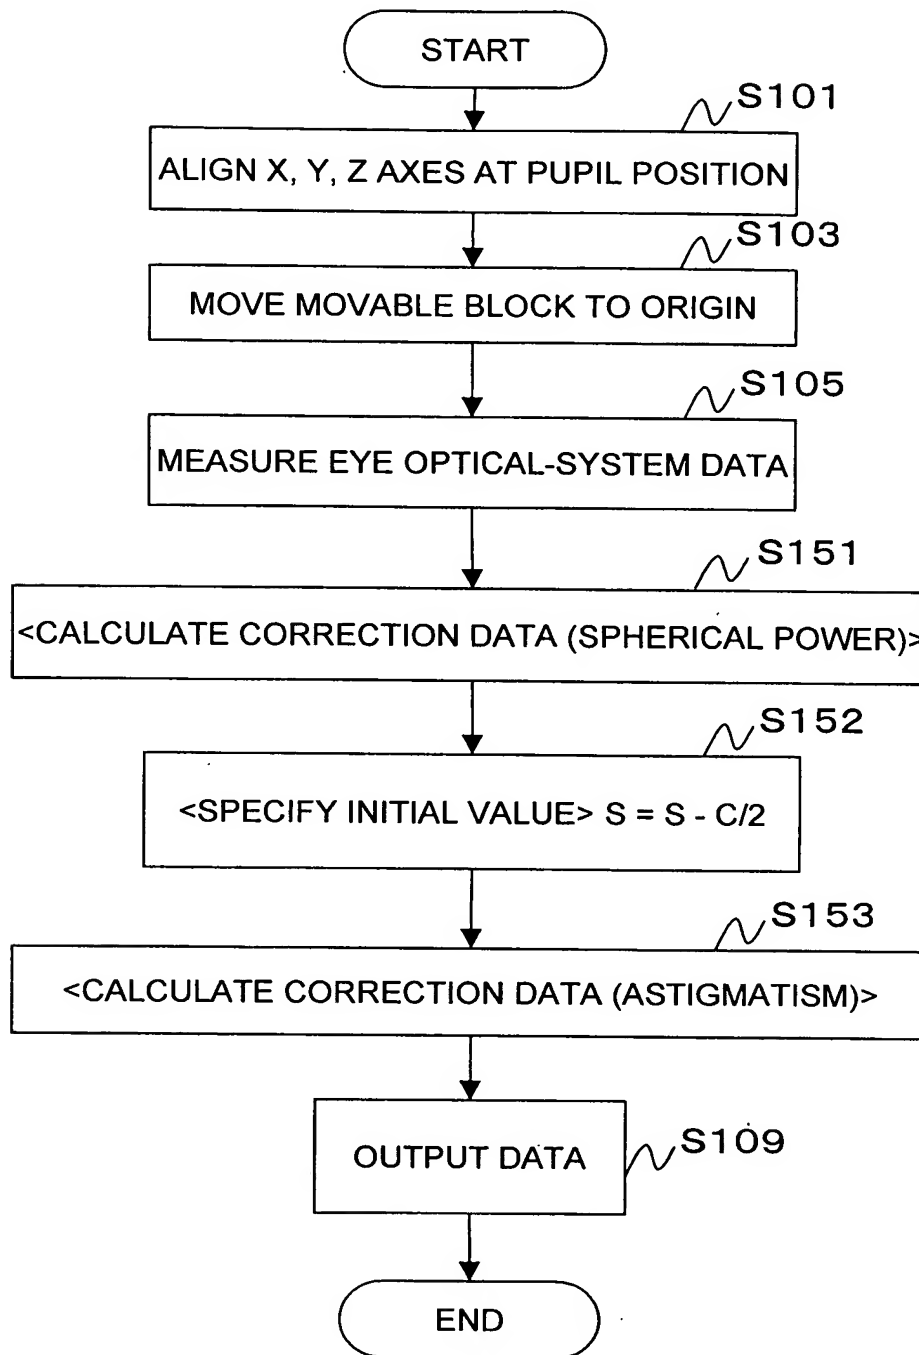 START
S101
ALIGN X, Y, Z AXES AT PUPIL POSITION
S103
MOVE MOVABLE BLOCK TO ORIGIN
S105
MEASURE EYE OPTICAL-SYSTEM DATA
S151
<CALCULATE CORRECTION DATA (SPHERICAL POWER)>
S152
<SPECIFY INITIAL VALUE> S = S - C/2
S153
<CALCULATE CORRECTION DATA (ASTIGMATISM)>
OUTPUT DATA
S109
END